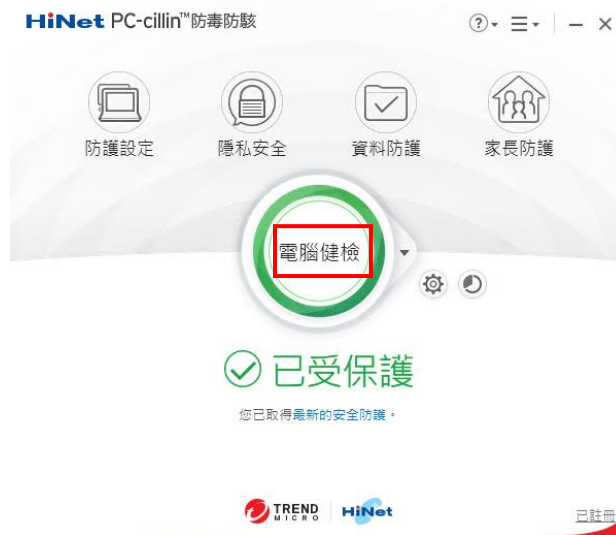 HiNet PC-cillin™防毒防駭
防護設定
隱私安全
資料防護
家長防護
電腦健檢
已受保護
您已取得最新的安全防護。
TREND MICRO HiNet
已註冊